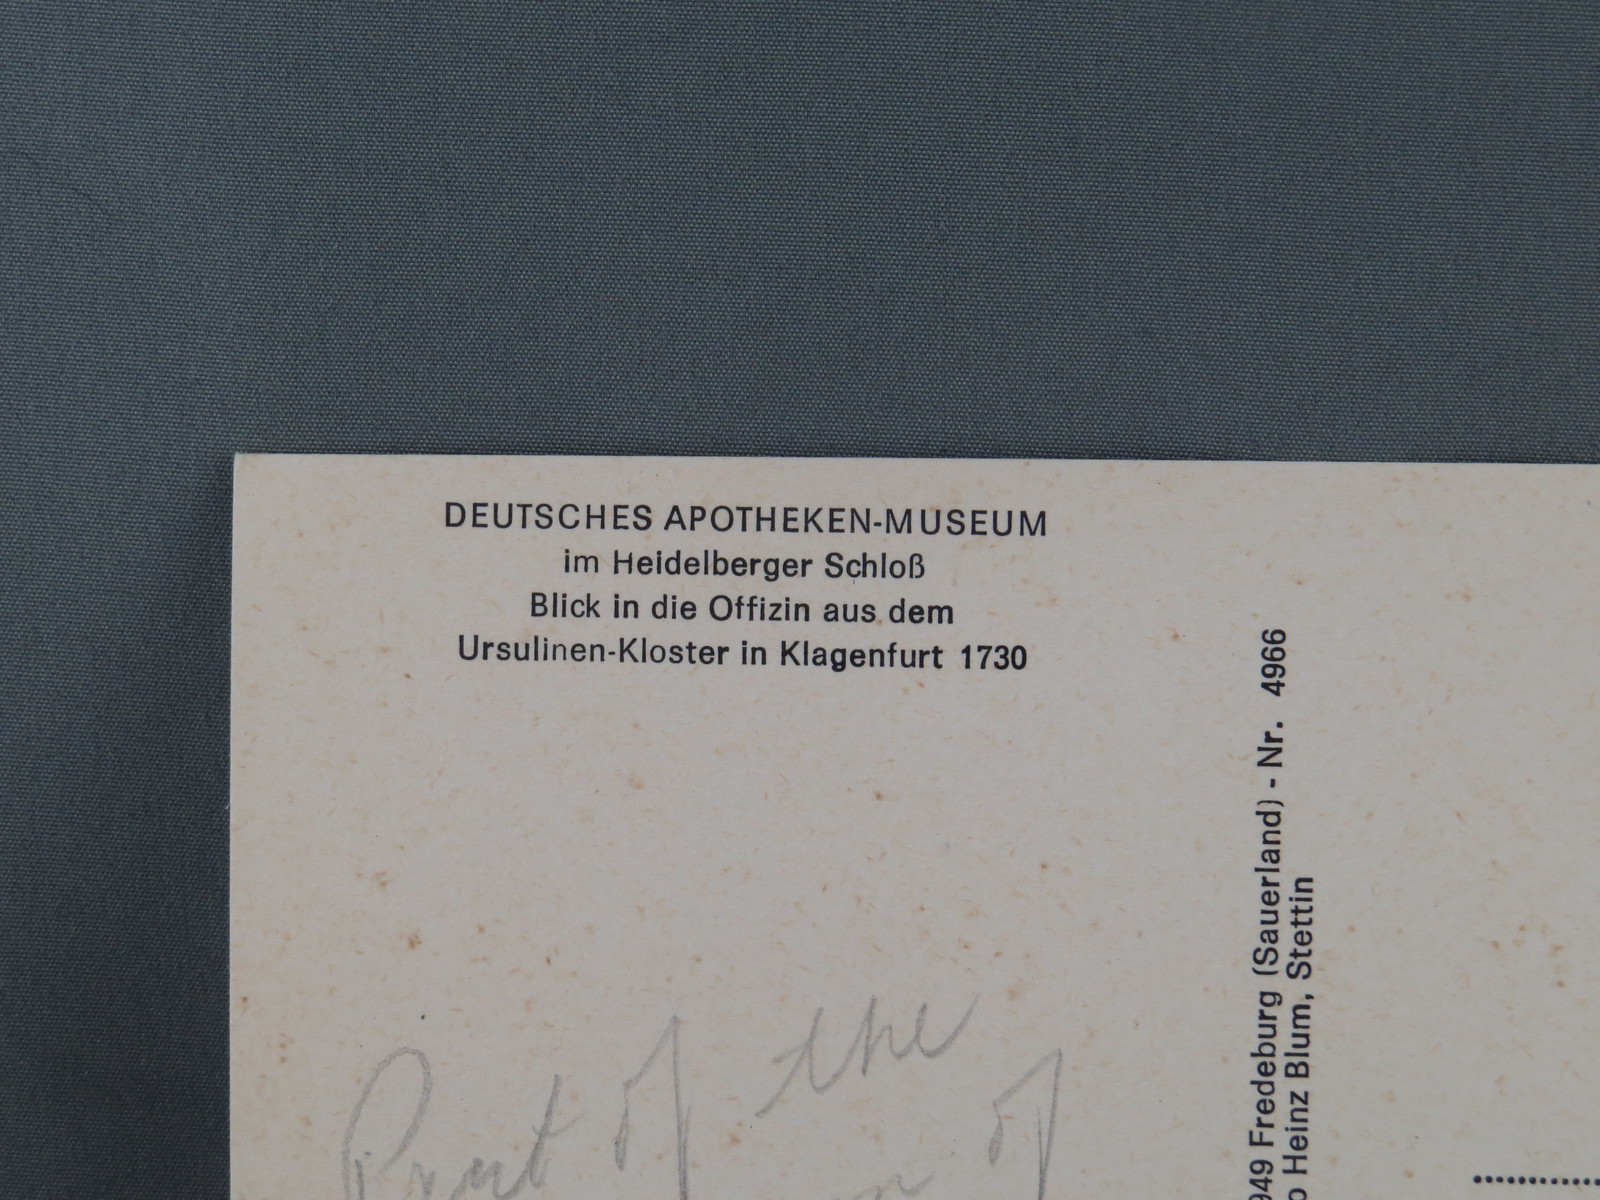 DEUTSCHES APOTHEKEN-MUSEUM
im Heidelberger Schloß
Blick in die Offizin aus dem
Ursulinen-Kloster in Klagenfurt 1730
949 Fredeburg (Sauerland) - Nr. 4966
o Heinz Blum, Stettin
Part of the
of